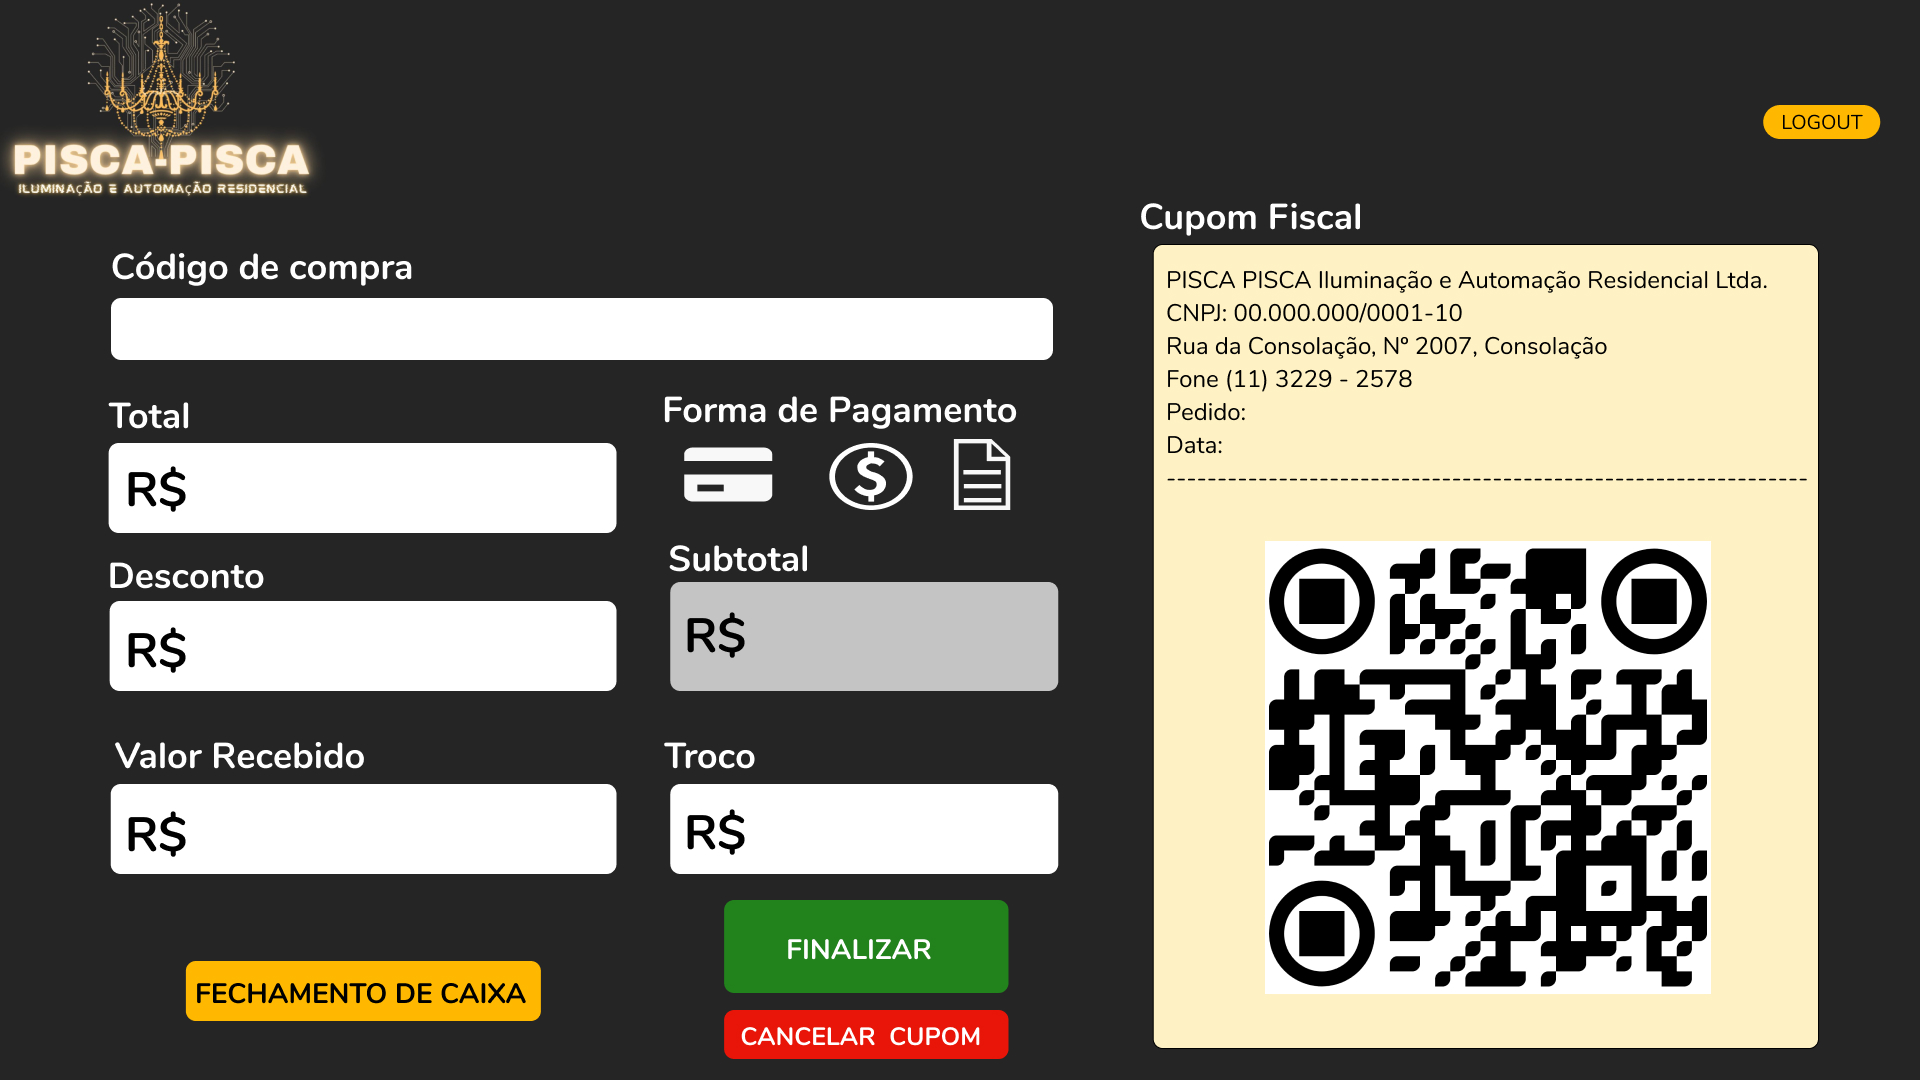 PISCA-PISCA
ILUMINAÇÃO E AUTOMAÇÃO RESIDENCIAL
LOGOUT
Código de compra
Total
R$
Forma de Pagamento
$
Desconto
R$
Subtotal
R$
Valor Recebido
R$
Troco
R$
FINALIZAR
FECHAMENTO DE CAIXA
CANCELAR CUPOM
Cupom Fiscal
PISCA PISCA Iluminação e Automação Residencial Ltda.
CNPJ: 00.000.000/0001-10
Rua da Consolação, Nº 2007, Consolação
Fone (11) 3229 - 2578
Pedido:
Data:
----------------------------------------------------------------